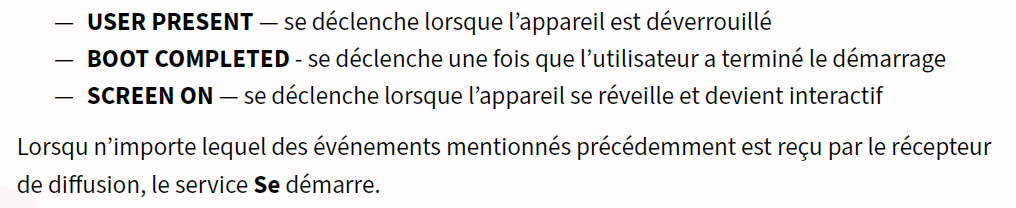 — USER PRESENT — se déclenche lorsque l’appareil est déverrouillé
— BOOT COMPLETED - se déclenche une fois que l’utilisateur a terminé le démarrage
— SCREEN ON — se déclenche lorsque l’appareil se réveille et devient interactif
Lorsqu n’importe lequel des événements mentionnés précédemment est reçu par le récepteur
de diffusion, le service Se démarre.